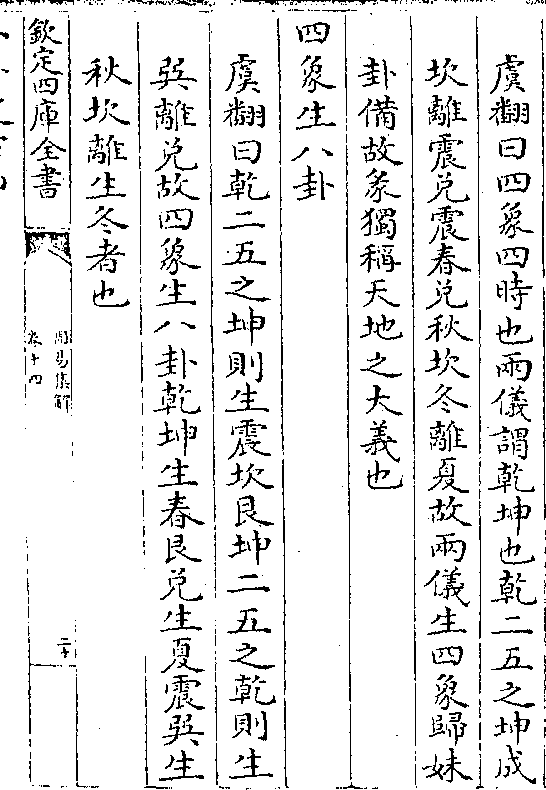 虞翻曰四象四時也兩儀謂乾坤也乾二五之坤成
坎離震兌震春兌秋坎冬離夏故兩儀生四象歸妹
卦備故彖獨稱天地之大義也
四象生八卦
虞翻曰乾二五之坤則生震坎艮坤二五之乾則生
巽離兌故四象生八卦乾坤生春艮兌生夏震巽生
秋坎離生冬者也
欽定四庫全書
周易集解
卷十四
二十